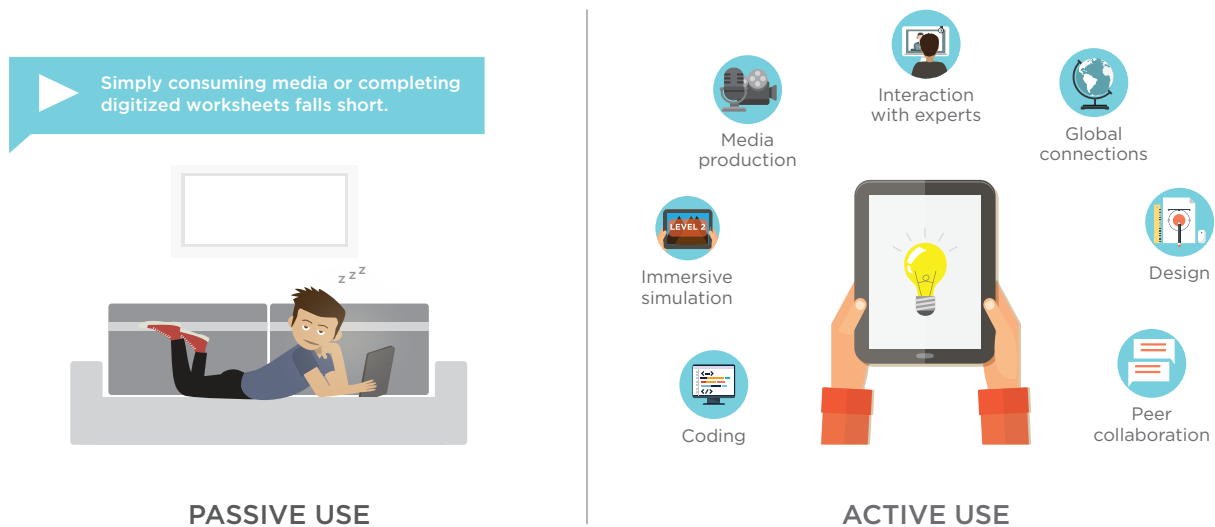 Simply consuming media or completing
digitized worksheets falls short.
z z z
PASSIVE USE
Interaction
with experts
Media
production
Global
connections
LEVEL 2
Immersive
simulation
Design
<-->
</>
Coding
Peer
collaboration
ACTIVE USE